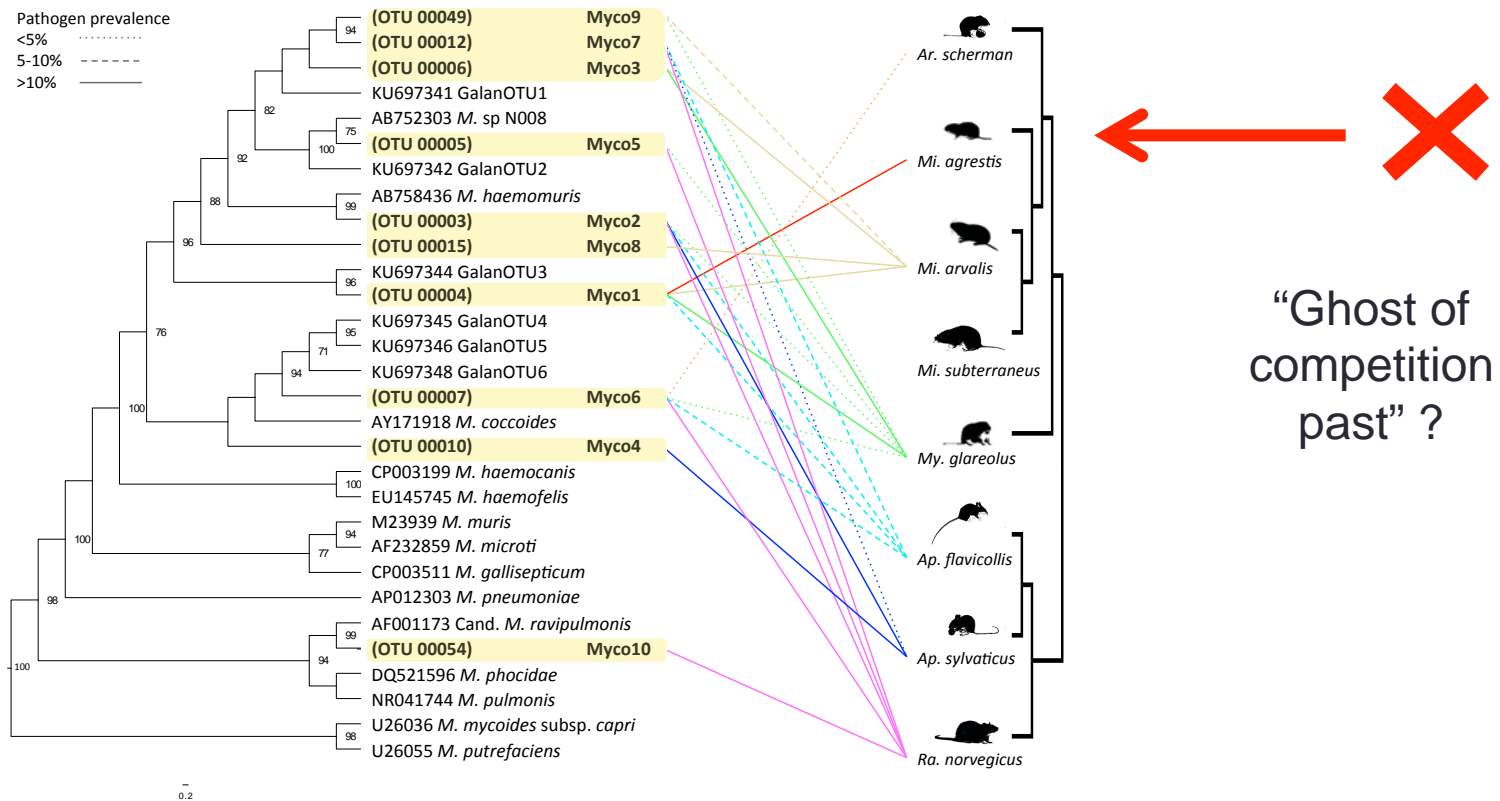 Pathogen prevalence
<5%
5-10%
>10%
(OTU 00049) Myco9
(OTU 00012) Myco7
(OTU 00006) Myco3
KU697341 GalanOTU1
AB752303 M. sp N008
(OTU 00005) Myco5
KU697342 GalanOTU2
AB758436 M. haemomuris
(OTU 00003) Myco2
(OTU 00015) Myco8
KU697344 GalanOTU3
(OTU 00004) Myco1
KU697345 GalanOTU4
KU697346 GalanOTU5
KU697348 GalanOTU6
(OTU 00007) Myco6
AY171918 M. coccoides
(OTU 00010) Myco4
CP003199 M. haemocanis
EU145745 M. haemofelis
M23939 M. muris
AF232859 M. microti
CP003511 M. gallisepticum
AP012303 M. pneumoniae
AF001173 Cand. M. ravipulmonis
(OTU 00054) Myco10
DQ521596 M. phocidae
NR041744 M. pulmonis
U26036 M. mycoides subsp. capri
U26055 M. putrefaciens
94
82
75
100
92
88
99
96
96
76
95
71
94
100
100
94
77
100
98
99
94
100
98
0.2
Ar. scherman
Mi. agrestis
Mi. arvalis
Mi. subterraneus
My. glareolus
Ap. flavicollis
Ap. sylvaticus
Ra. norvegicus
“Ghost of
competition
past” ?